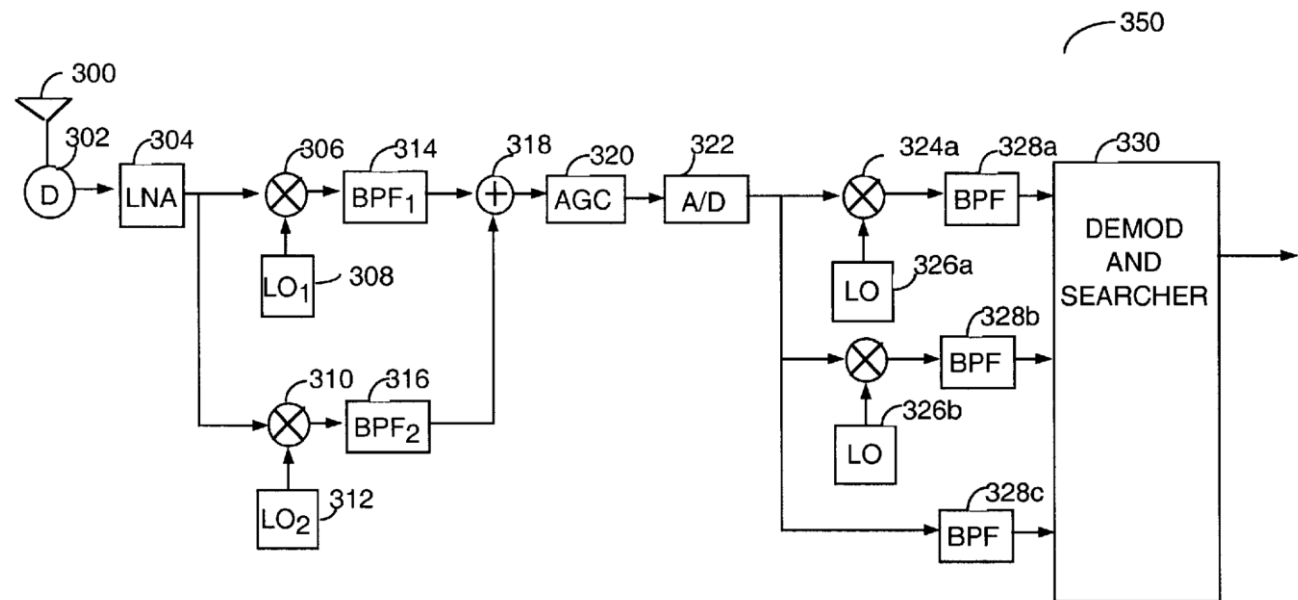 350
300
302
D
304
LNA
306
314
BPF1
318
320
AGC
322
A/D
324a
328a
BPF
330
LO1
308
LO
326a
DEMOD
AND
SEARCHER
328b
BPF
310
316
BPF2
326b
LO
LO2
312
328c
BPF